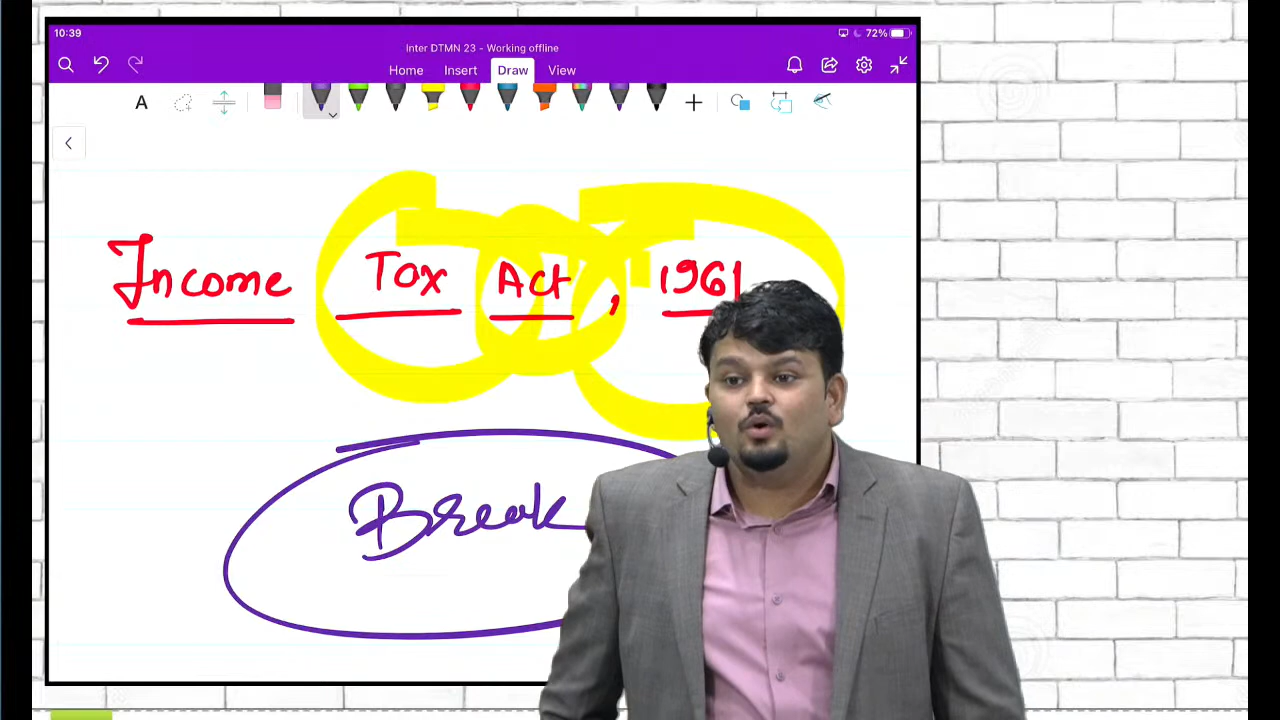 10:39
72%
Inter DTMN 23 - Working offline
Home Insert Draw View
A
Income Tax Act, 1961
Break